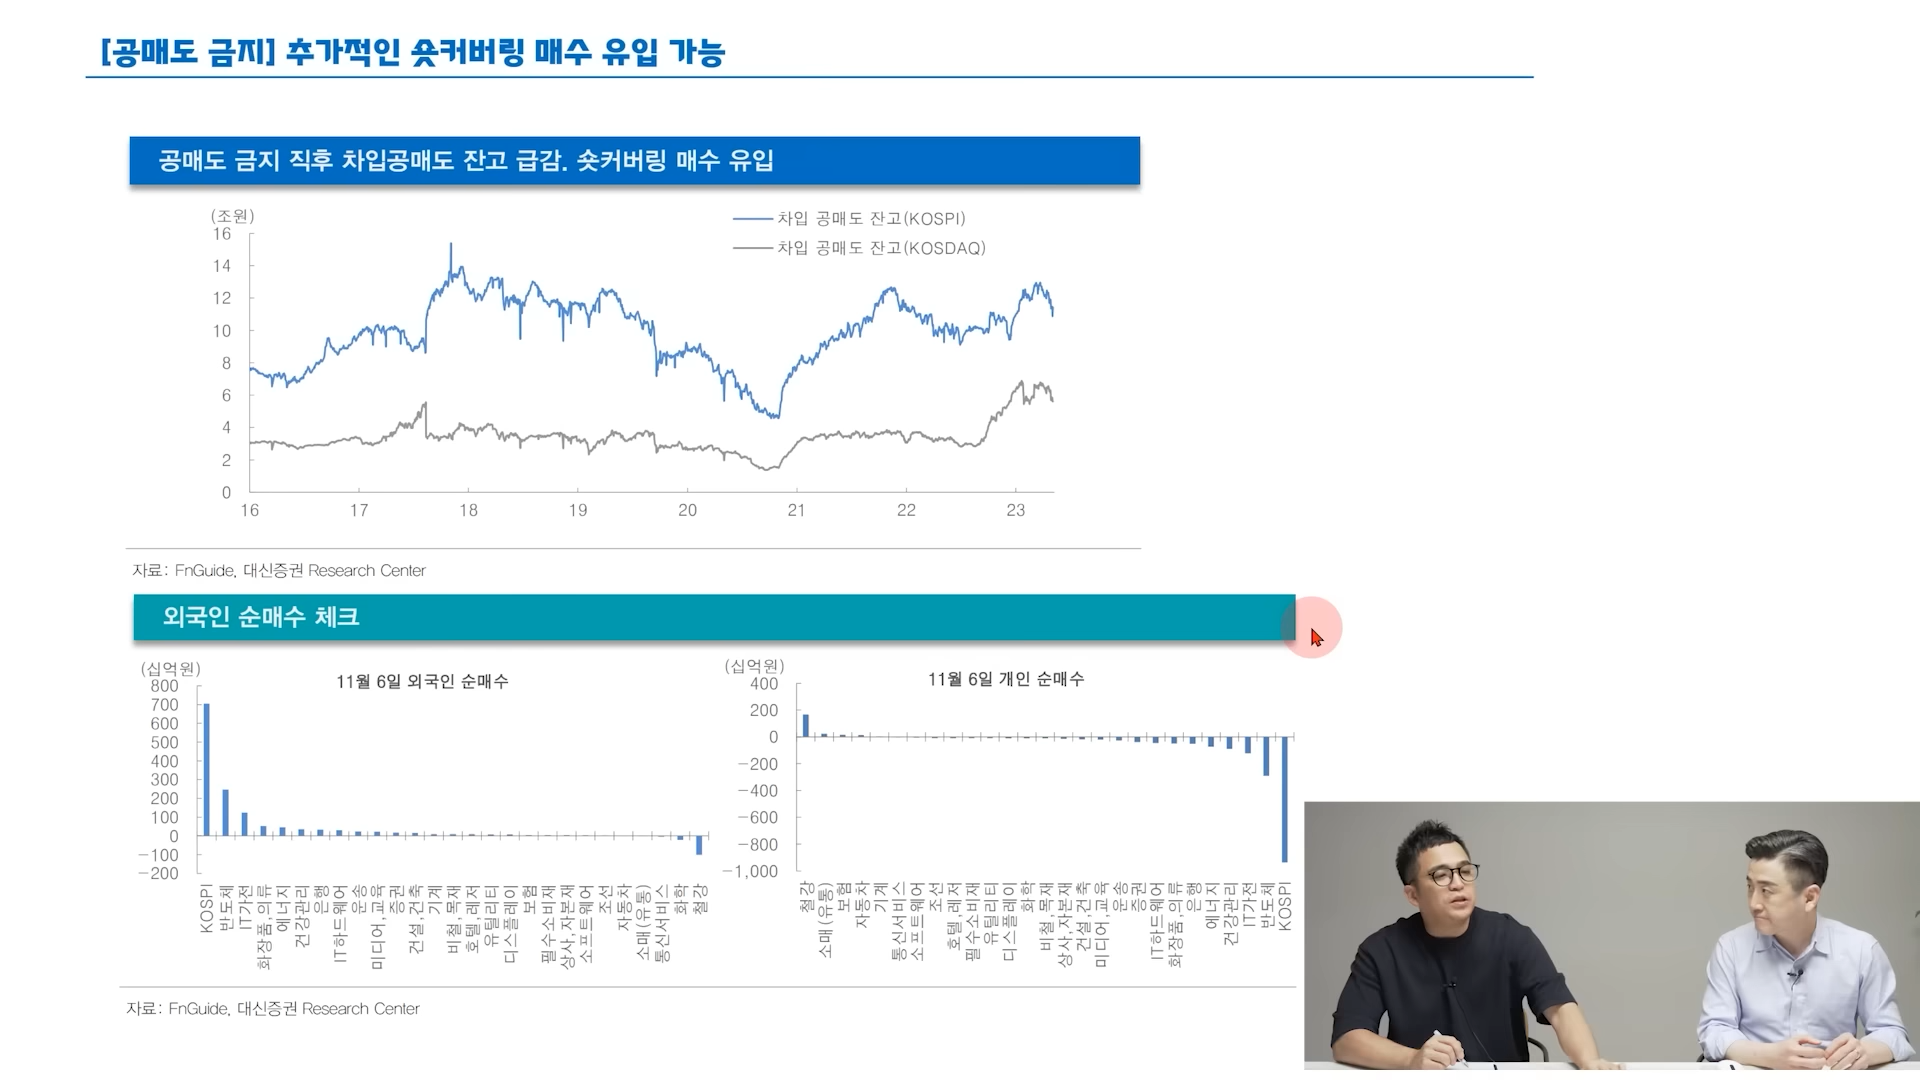 [공매도 금지] 추가적인 숏커버링 매수 유입 가능
공매도 금지 직후 차입공매도 잔고 급감. 숏커버링 매수 유입
(조원)
차입 공매도 잔고(KOSPI)
차입 공매도 잔고(KOSDAQ)
16
14
12
10
8
6
4
2
0
16 17 18 19 20 21 22 23
자료: FnGuide, 대신증권 Research Center
외국인 순매수 체크
(십억원)
11월 6일 외국인 순매수
800
700
600
500
400
300
200
100
0
-100
-200
KOSPI
반도체
IT가전
화장품,의류
에너지
건강관리
은행
IT하드웨어
운송
미디어,교육
증권
건설,건축
기계
비철,목재
호텔,레저
유틸리티
디스플레이
보험
필수소비재
상사,자본재
소프트웨어
조선
자동차
소매(유통)
통신서비스
화학
철강
(십억원)
11월 6일 개인 순매수
400
200
0
-200
-400
-600
-800
-1,000
철강
소매(유통)
보험
자동차
기계
통신서비스
소프트웨어
조선
호텔,레저
필수소비재
유틸리티
디스플레이
화학
비철,목재
상사,자본재
건설,건축
미디어,교육
운송
증권
IT하드웨어
화장품,의류
은행
에너지
건강관리
IT가전
반도체
KOSPI
자료: FnGuide, 대신증권 Research Center